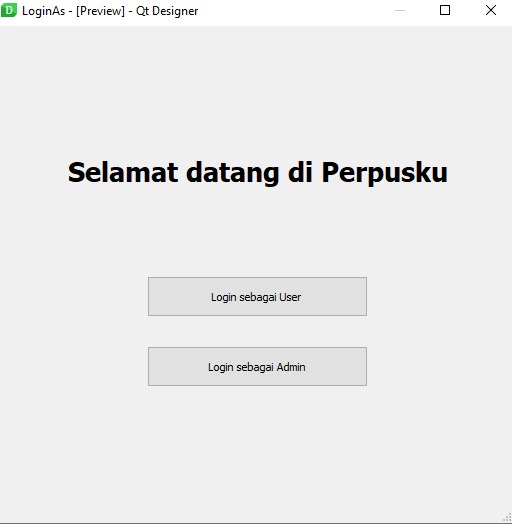 LoginAs - [Preview] - Qt Designer
Selamat datang di Perpusku
Login sebagai User
Login sebagai Admin